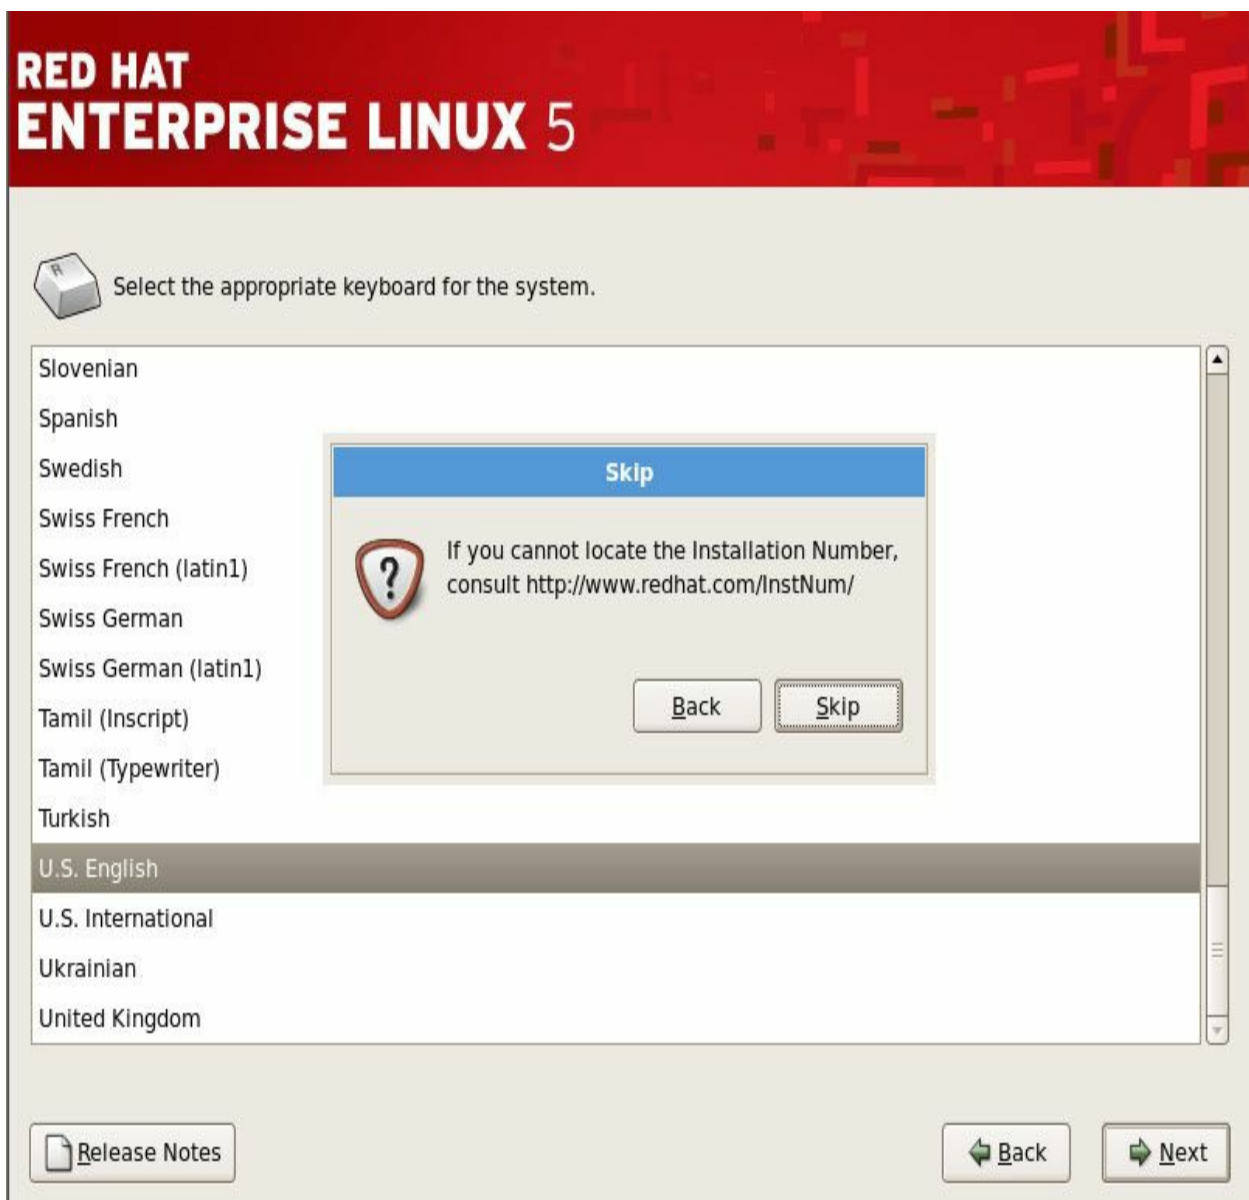 RED HAT
ENTERPRISE LINUX 5
R
Select the appropriate keyboard for the system.
Slovenian
Spanish
Swedish
Swiss French
Swiss French (latin1)
Swiss German
Swiss German (latin1)
Tamil (Inscript)
Tamil (Typewriter)
Turkish
U.S. English
U.S. International
Ukrainian
United Kingdom
Skip
?
If you cannot locate the Installation Number,
consult http://www.redhat.com/InstNum/
Back
Skip
Release Notes
Back
Next